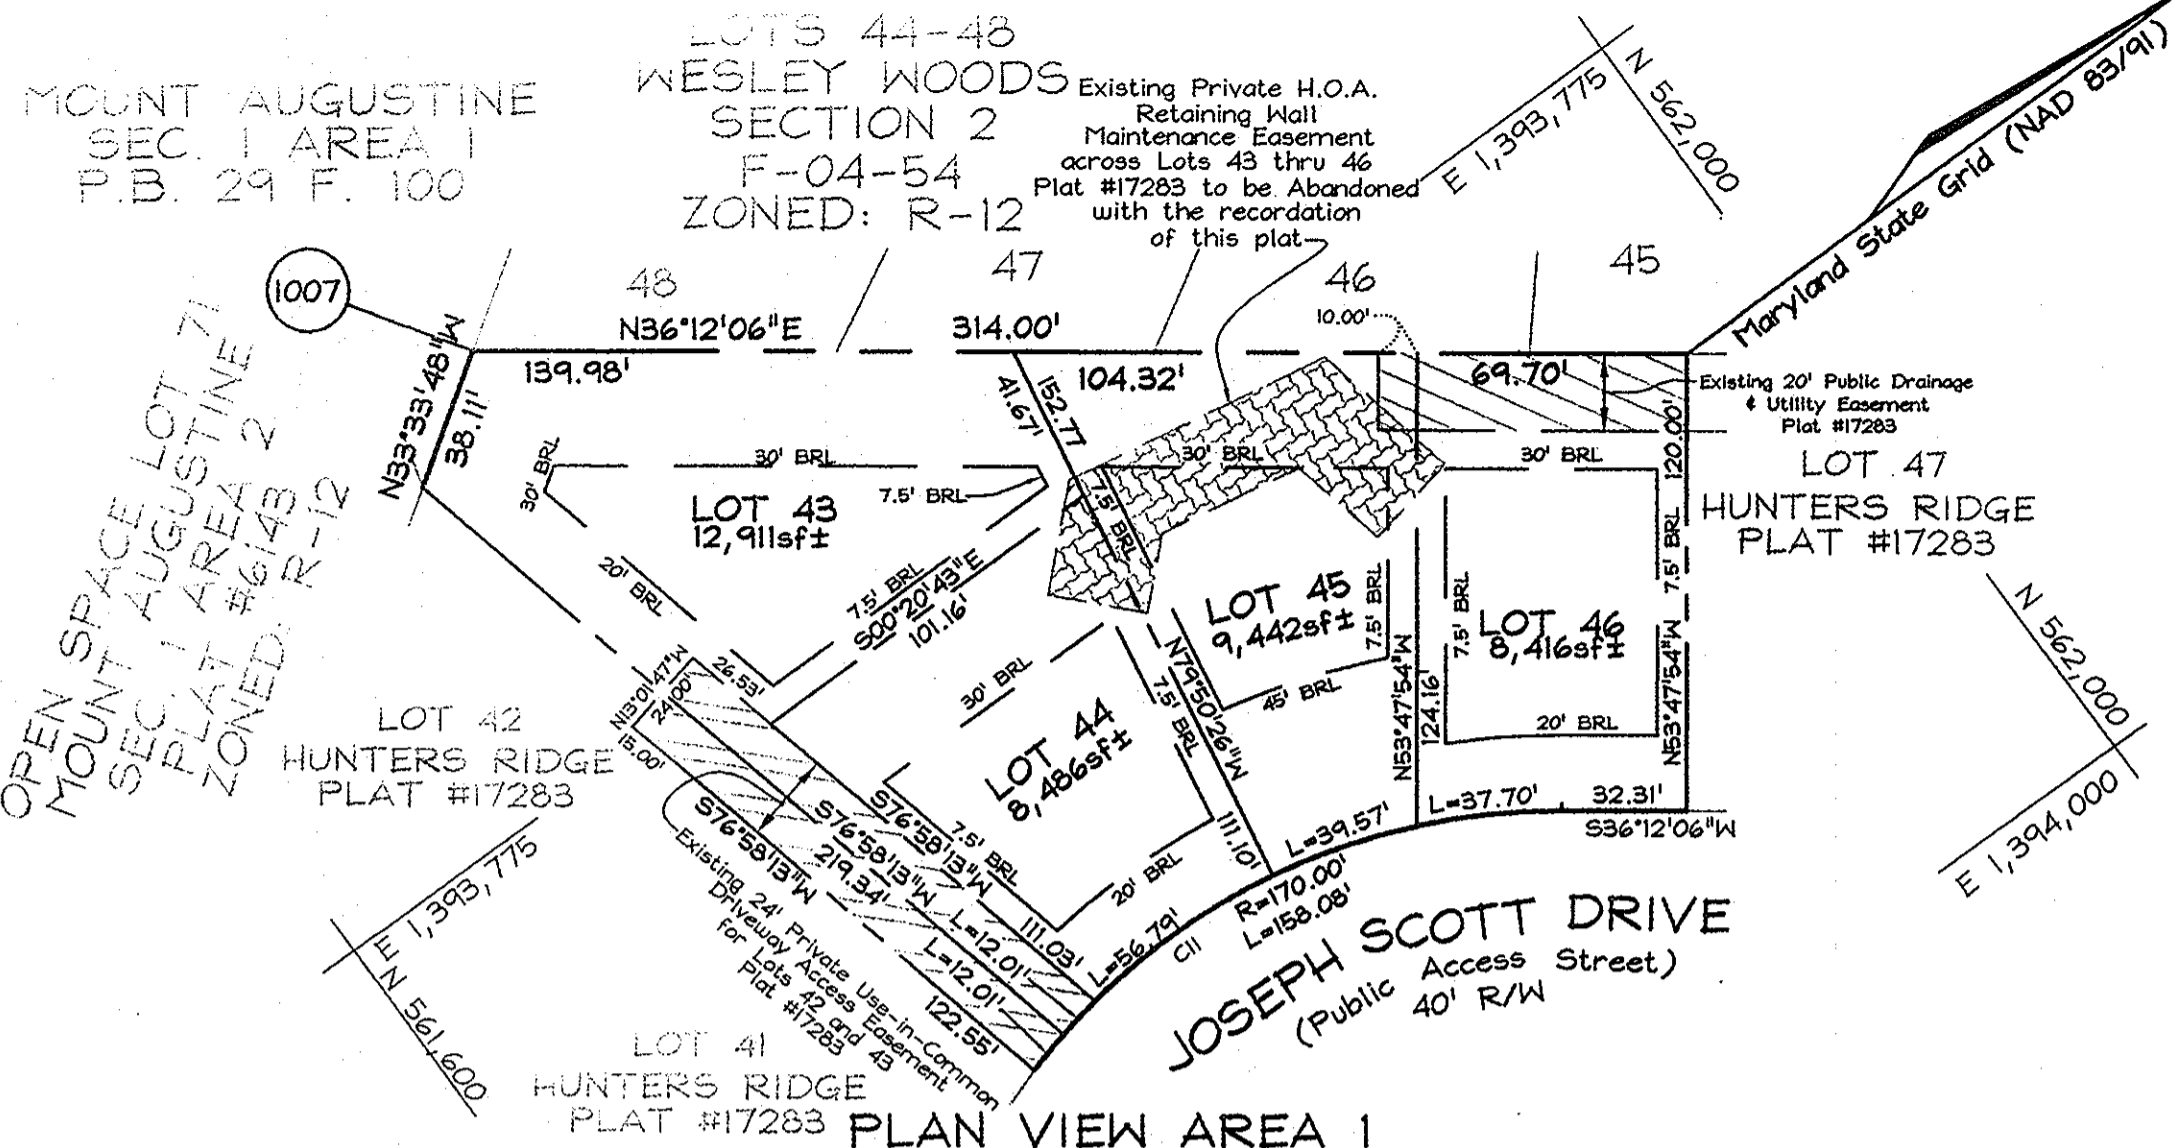 LOTS 44-48
WESLEY WOODS
SECTION 2
F-04-54
ZONED: R-12
MOUNT AUGUSTINE
SEC. 1 AREA 1
P.B. 29 F. 100
Existing Private H.O.A.
Retaining Wall
Maintenance Easement
across Lots 43 thru 46
Plat #17283 to be Abandoned
with the recordation
of this plat
E 1,393,775
N 562,000
Maryland State Grid (NAD 83/91)
1007
48
47
46
45
N36°12'06"E
314.00'
10.00'
139.98'
104.32'
69.70'
N33°33'48"W
38.11'
41.67'
152.77
Existing 20' Public Drainage
& Utility Easement
Plat #17283
OPEN SPACE LOT 71
MOUNT AUGUSTINE
SEC. 1 AREA 2
PLAT #6143
ZONED: R-12
30' BRL
30' BRL
7.5' BRL
LOT 43
12,911sf±
20' BRL
7.5' BRL
S00°20'43"E
101.16'
30' BRL
7.5' BRL
30' BRL
120.00'
LOT 47
HUNTERS RIDGE
PLAT #17283
LOT 45
9,442sf±
7.5' BRL
45' BRL
N53°47'54"W
124.16'
7.5' BRL
LOT 46
8,416sf±
20' BRL
7.5' BRL
N53°47'54"W
N 562,000
E 1,394,000
N13°01'47"W
24.00'
26.53'
15.00'
LOT 42
HUNTERS RIDGE
PLAT #17283
30' BRL
LOT 44
8,486sf±
N79°50'26"W
7.5' BRL
111.10'
7.5' BRL
20' BRL
S76°58'13"W
S76°58'13"W
219.34'
S76°58'13"W
111.03'
L=12.01'
L=12.01'
122.55'
Existing 24' Private Use-in-Common
Driveway Access Easement
for Lots 42 and 43
Plat #17283
L=56.79'
C11
L=39.57'
R=170.00'
L=158.08'
L=37.70'
32.31'
S36°12'06"W
JOSEPH SCOTT DRIVE
(Public Access Street)
40' R/W
E 1,393,775
N 561,600
LOT 41
HUNTERS RIDGE
PLAT #17283
PLAN VIEW AREA 1